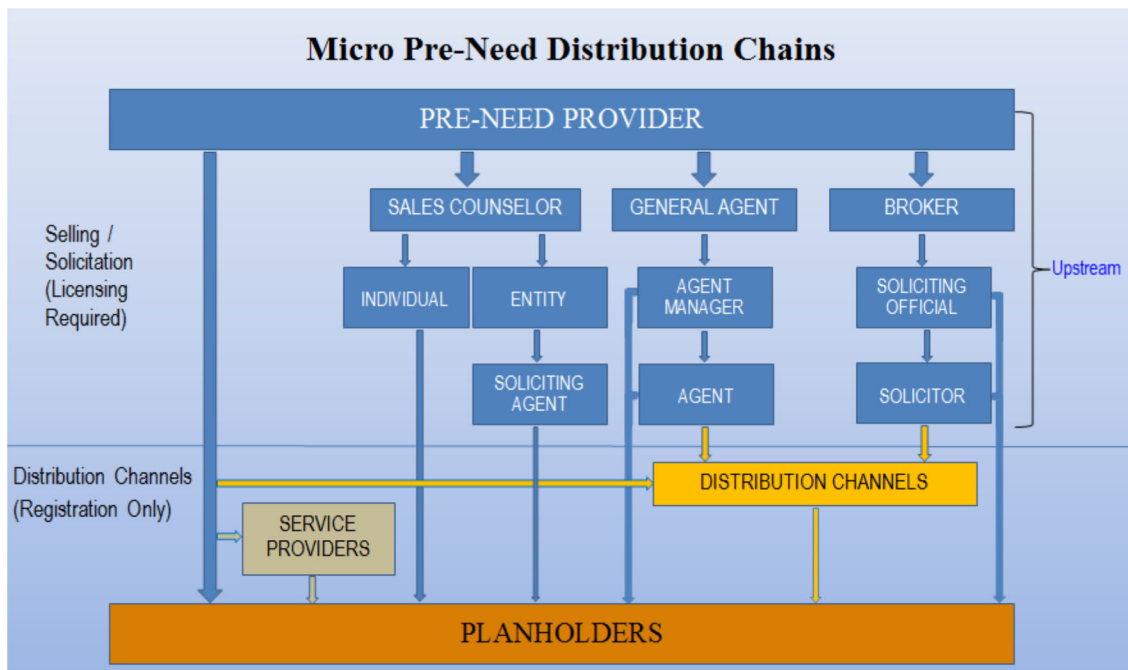 Micro Pre-Need Distribution Chains
PRE-NEED PROVIDER
SALES COUNSELOR
GENERAL AGENT
BROKER
Selling /
Solicitation
(Licensing
Required)
Upstream
INDIVIDUAL
ENTITY
AGENT
MANAGER
SOLICITING
OFFICIAL
SOLICITING
AGENT
AGENT
SOLICITOR
Distribution Channels
(Registration Only)
DISTRIBUTION CHANNELS
SERVICE
PROVIDERS
PLANHOLDERS